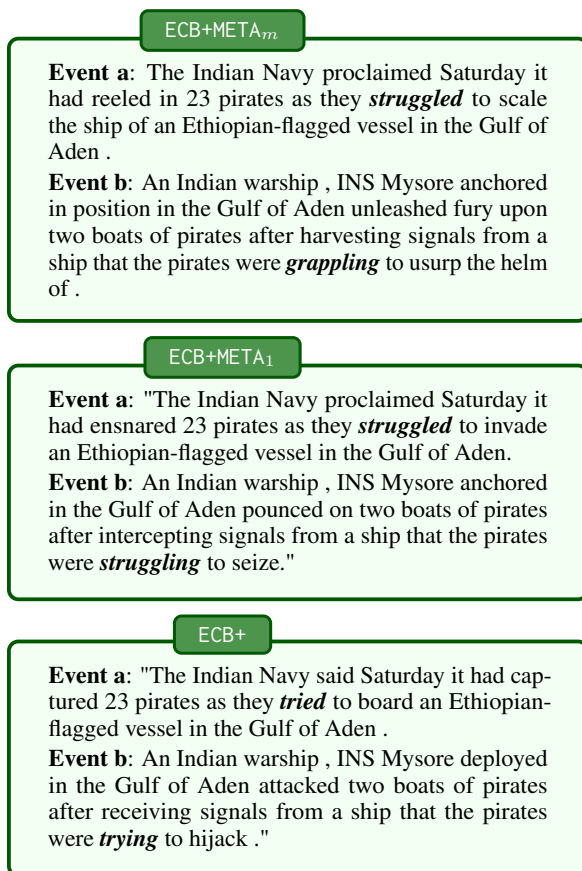 ECB+METAm
Event a: The Indian Navy proclaimed Saturday it
had reeled in 23 pirates as they struggled to scale
the ship of an Ethiopian-flagged vessel in the Gulf of
Aden .
Event b: An Indian warship , INS Mysore anchored
in position in the Gulf of Aden unleashed fury upon
two boats of pirates after harvesting signals from a
ship that the pirates were grappling to usurp the helm
of .
ECB+META1
Event a: "The Indian Navy proclaimed Saturday it
had ensnared 23 pirates as they struggled to invade
an Ethiopian-flagged vessel in the Gulf of Aden.
Event b: An Indian warship , INS Mysore anchored
in the Gulf of Aden pounced on two boats of pirates
after intercepting signals from a ship that the pirates
were struggling to seize."
ECB+
Event a: "The Indian Navy said Saturday it had cap-
tured 23 pirates as they tried to board an Ethiopian-
flagged vessel in the Gulf of Aden .
Event b: An Indian warship , INS Mysore deployed
in the Gulf of Aden attacked two boats of pirates
after receiving signals from a ship that the pirates
were trying to hijack ."